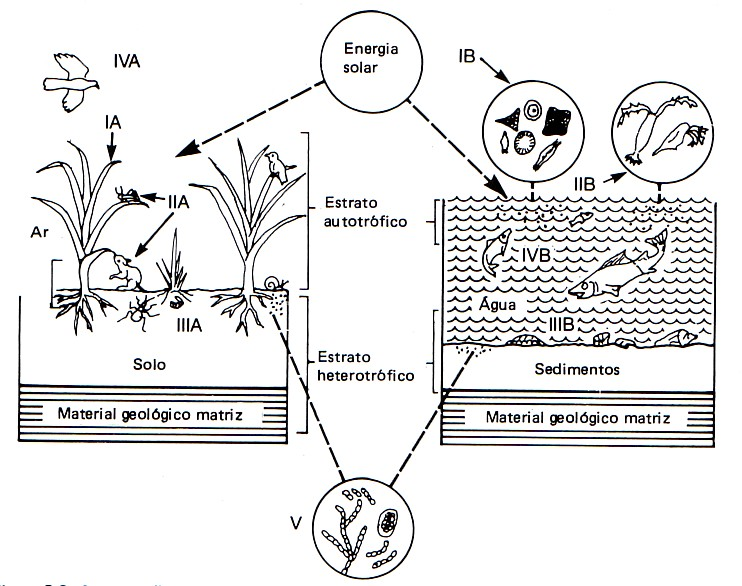 Energia
solar
IVA
IB
IA
IIA
IIB
Ar
Estrato
autotrófico
IVB
Água
IIIA
IIIB
Solo
Estrato
heterotrófico
Sedimentos
Material geológico matriz
Material geológico matriz
V